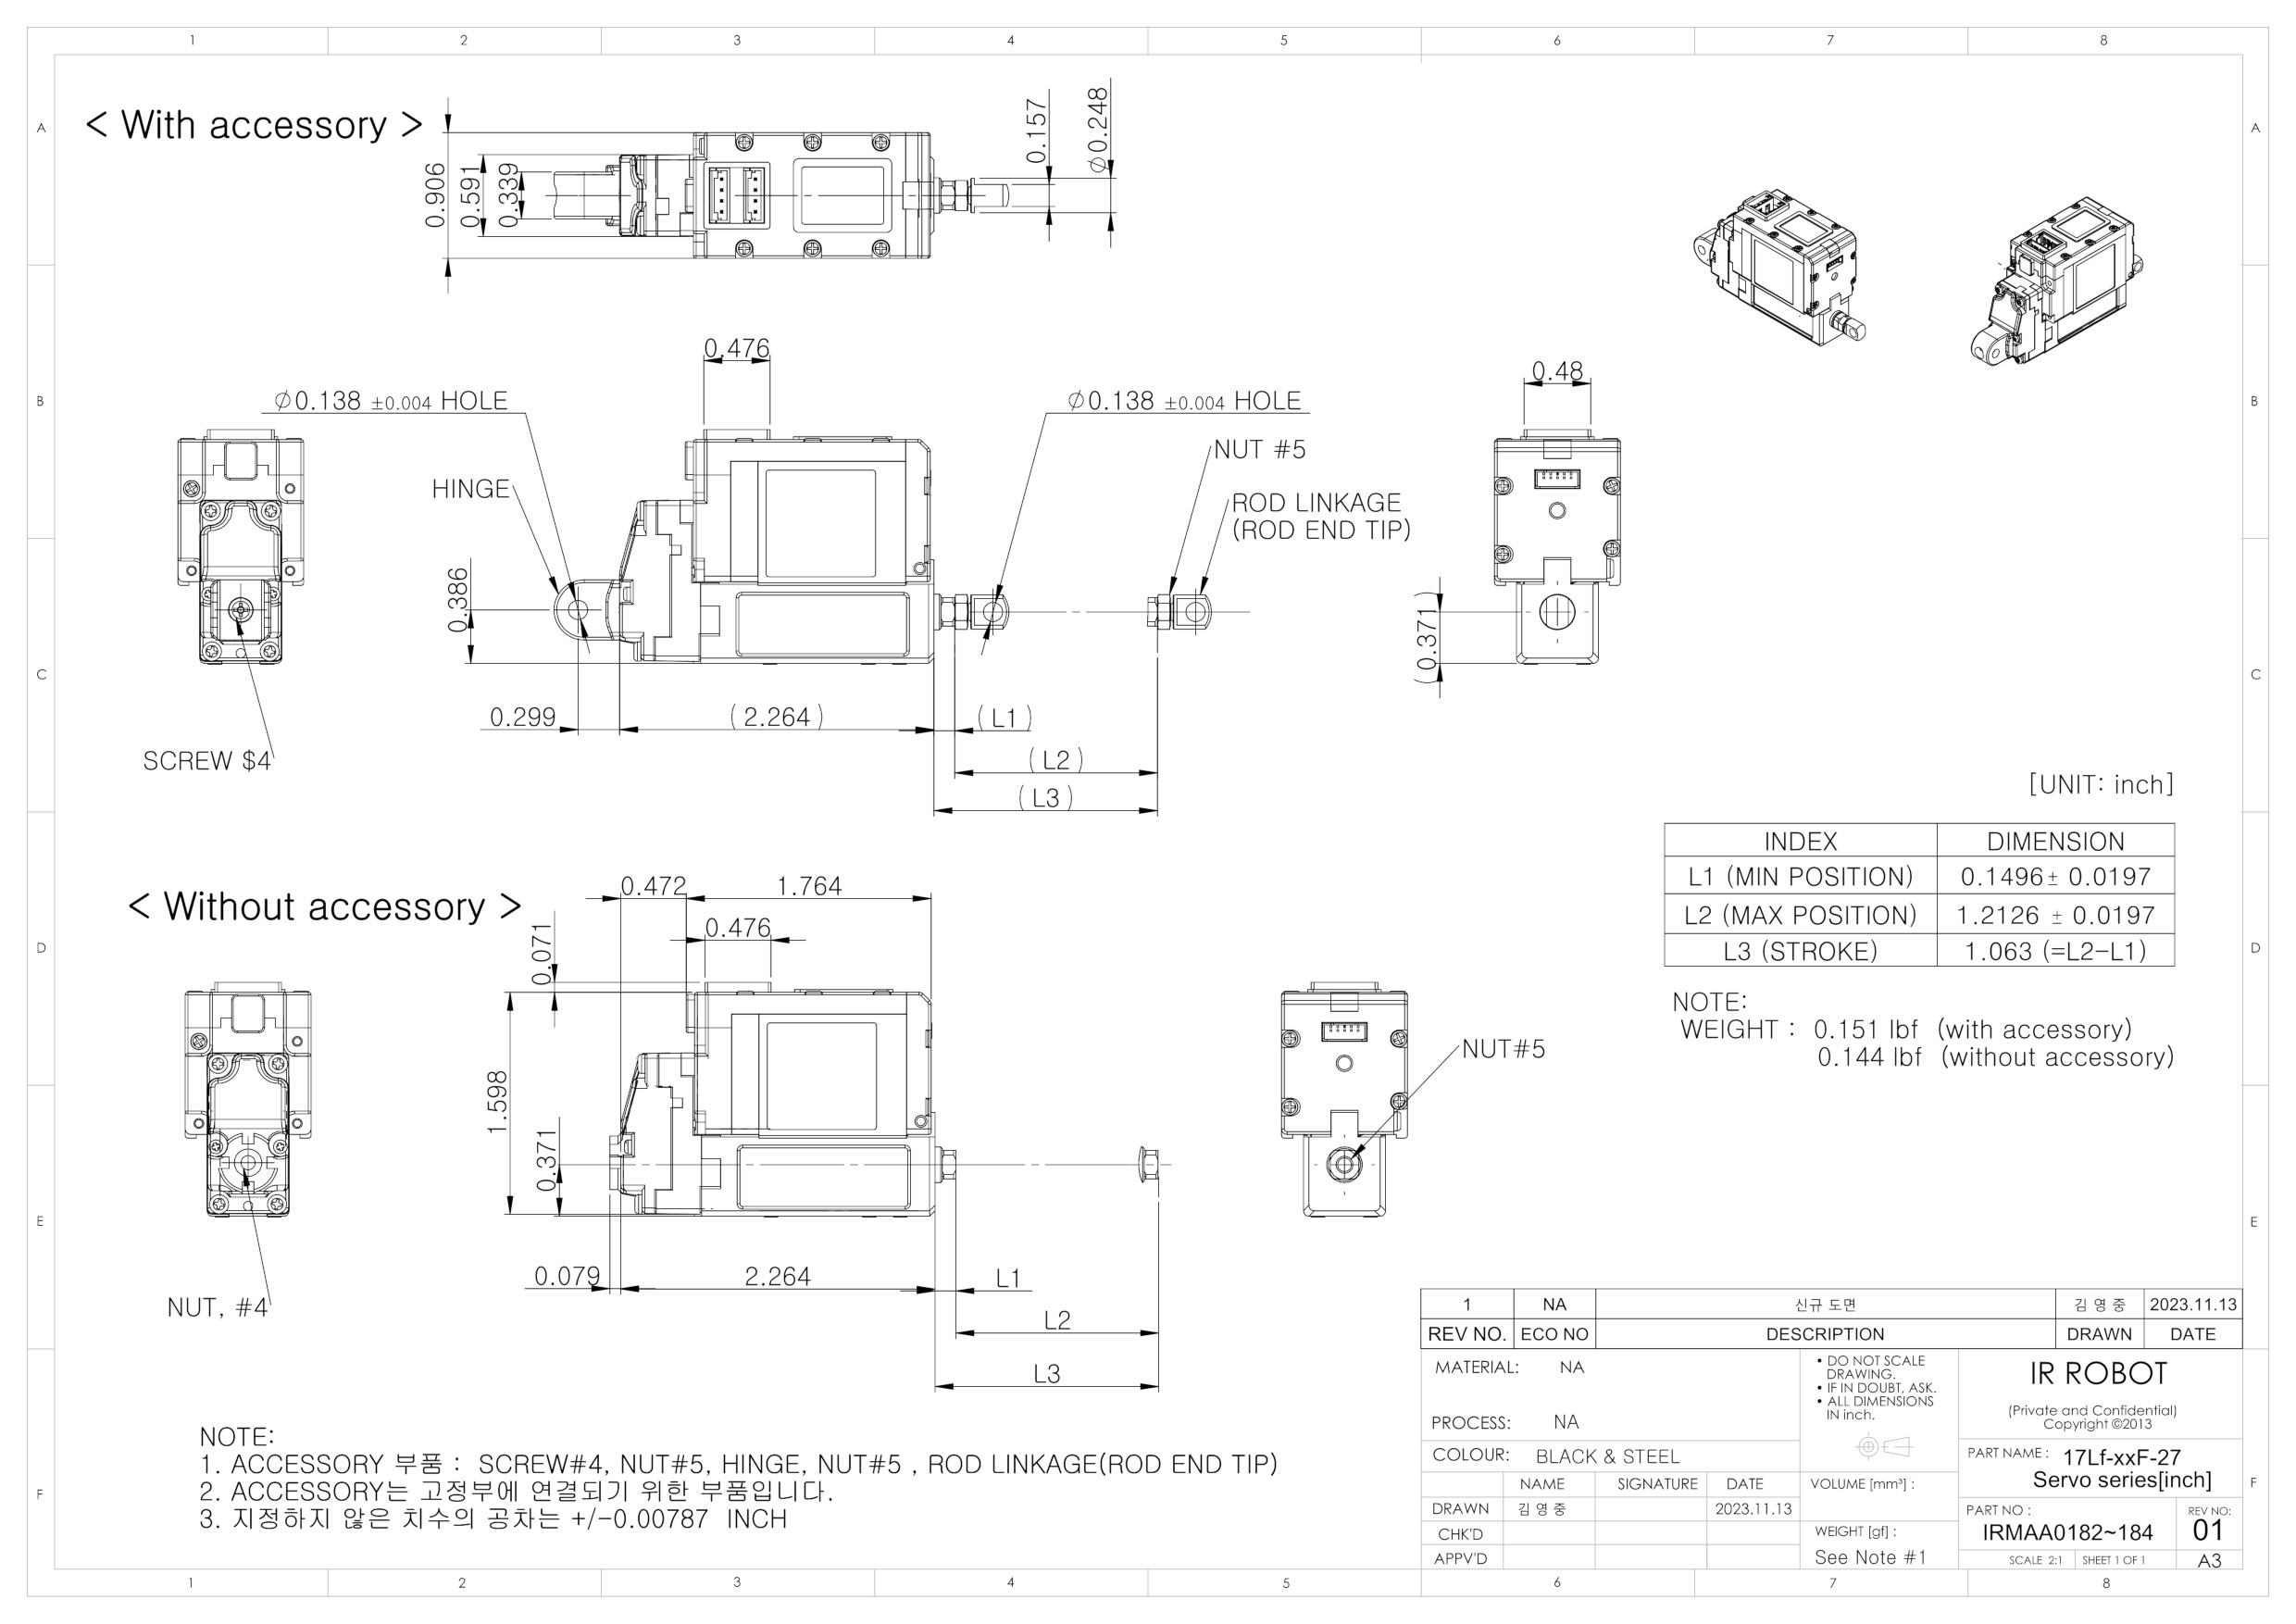 1 2 3 4 5 6 7 8
A A
< With accessory >
0.906
0.591
0.339
0.157
Ø0.248
B B
0.476
Ø0.138 ±0.004 HOLE
Ø0.138 ±0.004 HOLE
0.48
NUT #5
HINGE
ROD LINKAGE
(ROD END TIP)
0.386
(0.371)
C C
0.299
(2.264)
(L1)
SCREW $4
(L2)
(L3)
[UNIT: inch]
INDEX DIMENSION
L1 (MIN POSITION) 0.1496± 0.0197
L2 (MAX POSITION) 1.2126 ± 0.0197
L3 (STROKE) 1.063 (=L2-L1)
< Without accessory >
0.472
1.764
0.476
0.071
D D
NOTE:
WEIGHT : 0.151 lbf (with accessory)
0.144 lbf (without accessory)
NUT#5
1.598
0.371
E E
0.079
2.264
L1
NUT, #4
L2
L3
1 NA 신규 도면 김 영 중 2023.11.13
REV NO. ECO NO DESCRIPTION DRAWN DATE
MATERIAL: NA
PROCESS: NA
COLOUR: BLACK & STEEL
• DO NOT SCALE
DRAWING.
• IF IN DOUBT, ASK.
• ALL DIMENSIONS
IN inch.
IR ROBOT
(Private and Confidential)
Copyright ©2013
PART NAME : 17Lf-xxF-27
Servo series[inch]
NAME SIGNATURE DATE
DRAWN 김 영 중 2023.11.13
CHK'D
APPV'D
VOLUME [mm³] :
WEIGHT [gf] :
See Note #1
PART NO :
IRMAA0182~184
REV NO:
01
SCALE 2:1 SHEET 1 OF 1 A3
NOTE:
1. ACCESSORY 부품 : SCREW#4, NUT#5, HINGE, NUT#5 , ROD LINKAGE(ROD END TIP)
2. ACCESSORY는 고정부에 연결되기 위한 부품입니다.
3. 지정하지 않은 치수의 공차는 +/-0.00787 INCH
F F
1 2 3 4 5 6 7 8